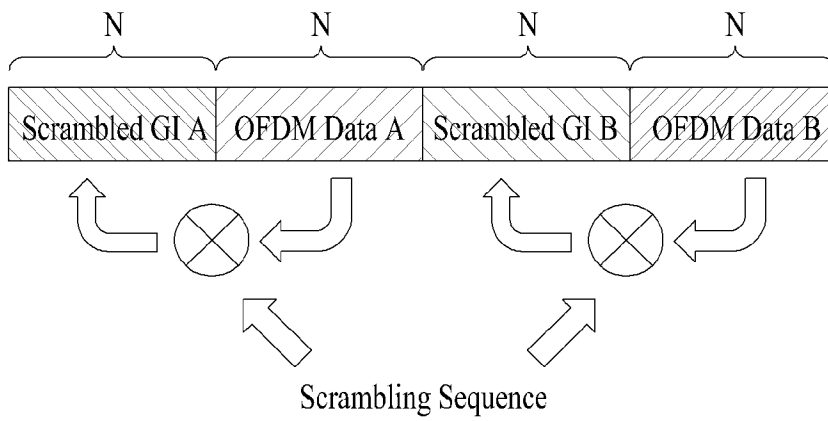 N N N N
Scrambled GI A OFDM Data A Scrambled GI B OFDM Data B
Scrambling Sequence